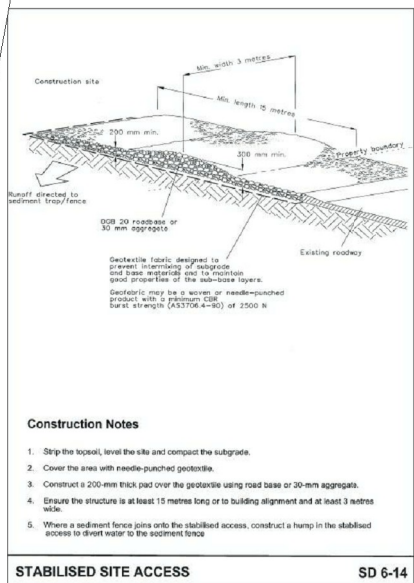 Min. width 3 metres
Construction site
Min. length 15 metres
200 mm min.
300 mm min.
Property boundary
Runoff directed to
sediment trap/fence
DGB 20 roadbase or
30 mm aggregate
Existing roadway
Geotextile fabric designed to
prevent intermixing of subgrade
and base materials and to maintain
good properties of the sub-base layers.
Geofabric may be a woven or needle-punched
product with a minimum CBR
burst strength (AS3706.4-90) of 2500 N
Construction Notes
1. Strip the topsoil, level the site and compact the subgrade.
2. Cover the area with needle-punched geotextile.
3. Construct a 200-mm thick pad over the geotextile using road base or 30-mm aggregate.
4. Ensure the structure is at least 15 metres long or to building alignment and at least 3 metres
wide.
5. Where a sediment fence joins onto the stabilised access, construct a hump in the stabilised
access to divert water to the sediment fence
STABILISED SITE ACCESS SD 6-14